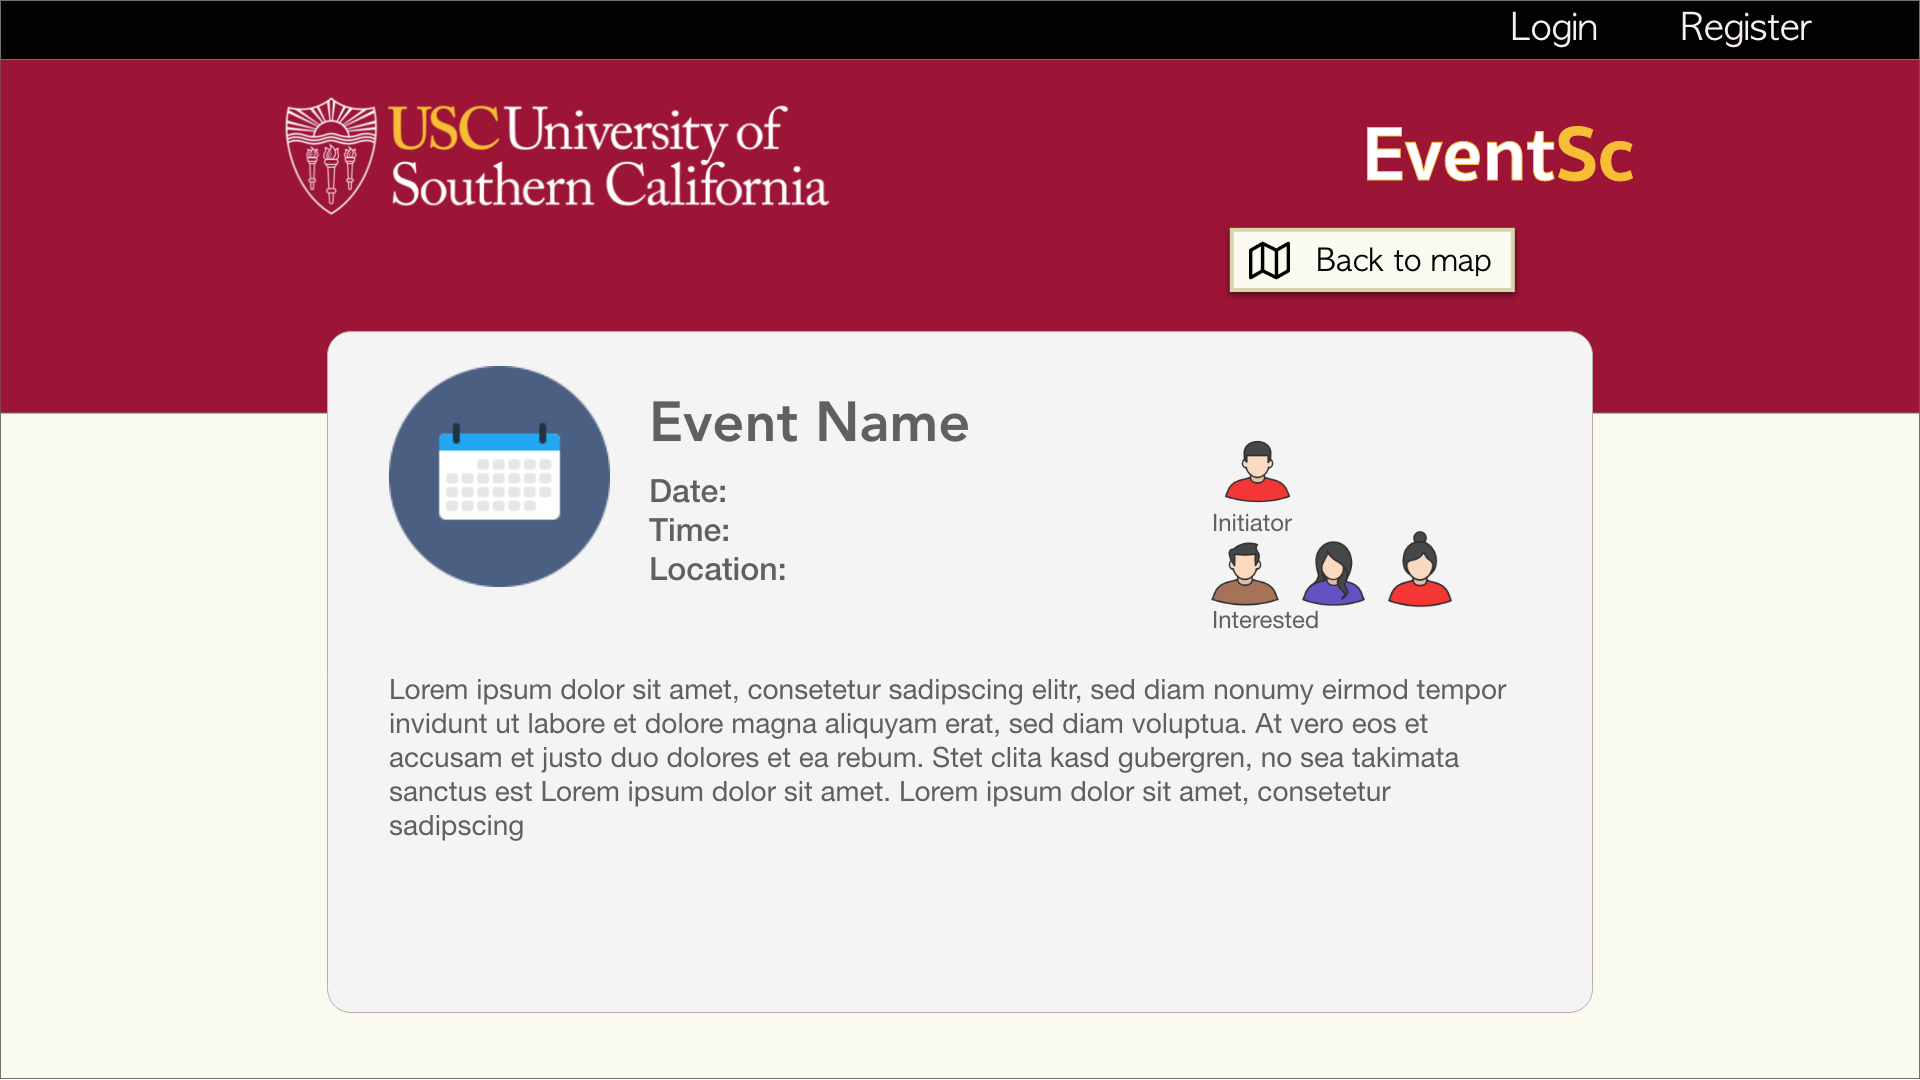 Login Register
USC University of
Southern California
EventSc
Back to map
Event Name
Date:
Time:
Location:
Initiator
Interested
Lorem ipsum dolor sit amet, consetetur sadipscing elitr, sed diam nonumy eirmod tempor
invidunt ut labore et dolore magna aliquyam erat, sed diam voluptua. At vero eos et
accusam et justo duo dolores et ea rebum. Stet clita kasd gubergren, no sea takimata
sanctus est Lorem ipsum dolor sit amet. Lorem ipsum dolor sit amet, consetetur
sadipscing